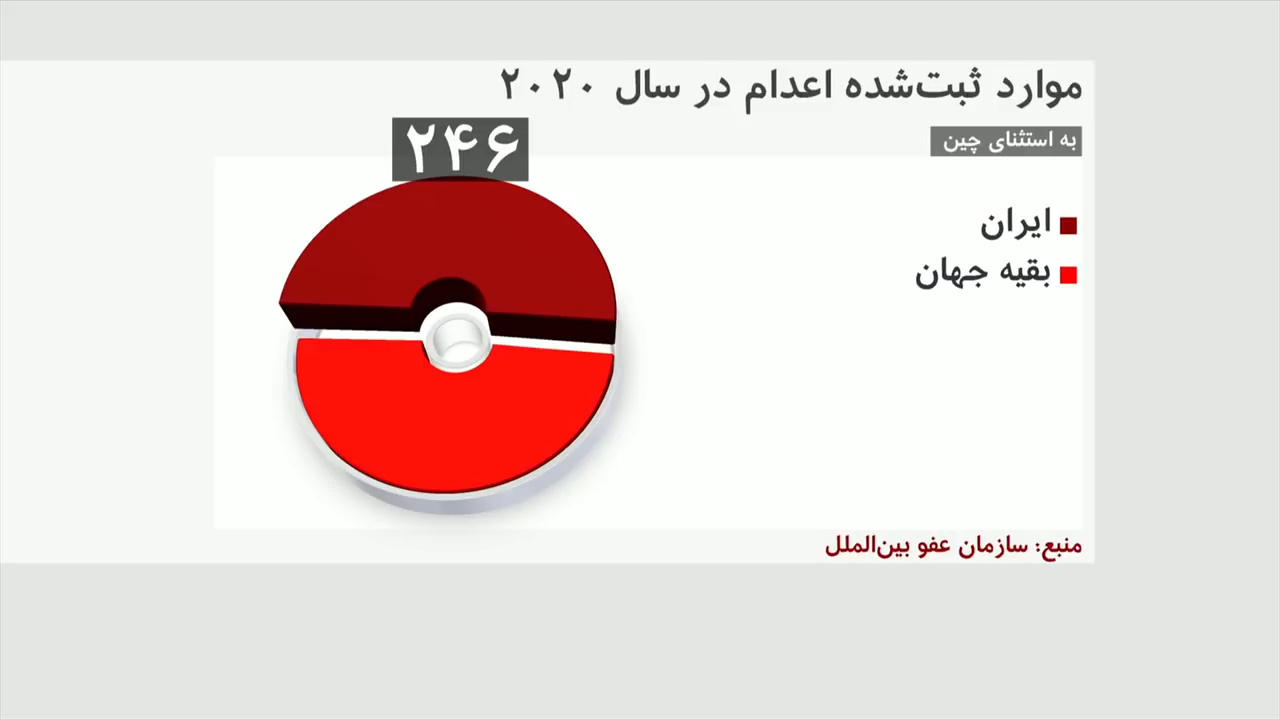 موارد ثبت‌شده اعدام در سال ۲۰۲۰
به استثنای چین
۲۴۶
ایران
بقیه جهان
منبع: سازمان عفو بین‌الملل